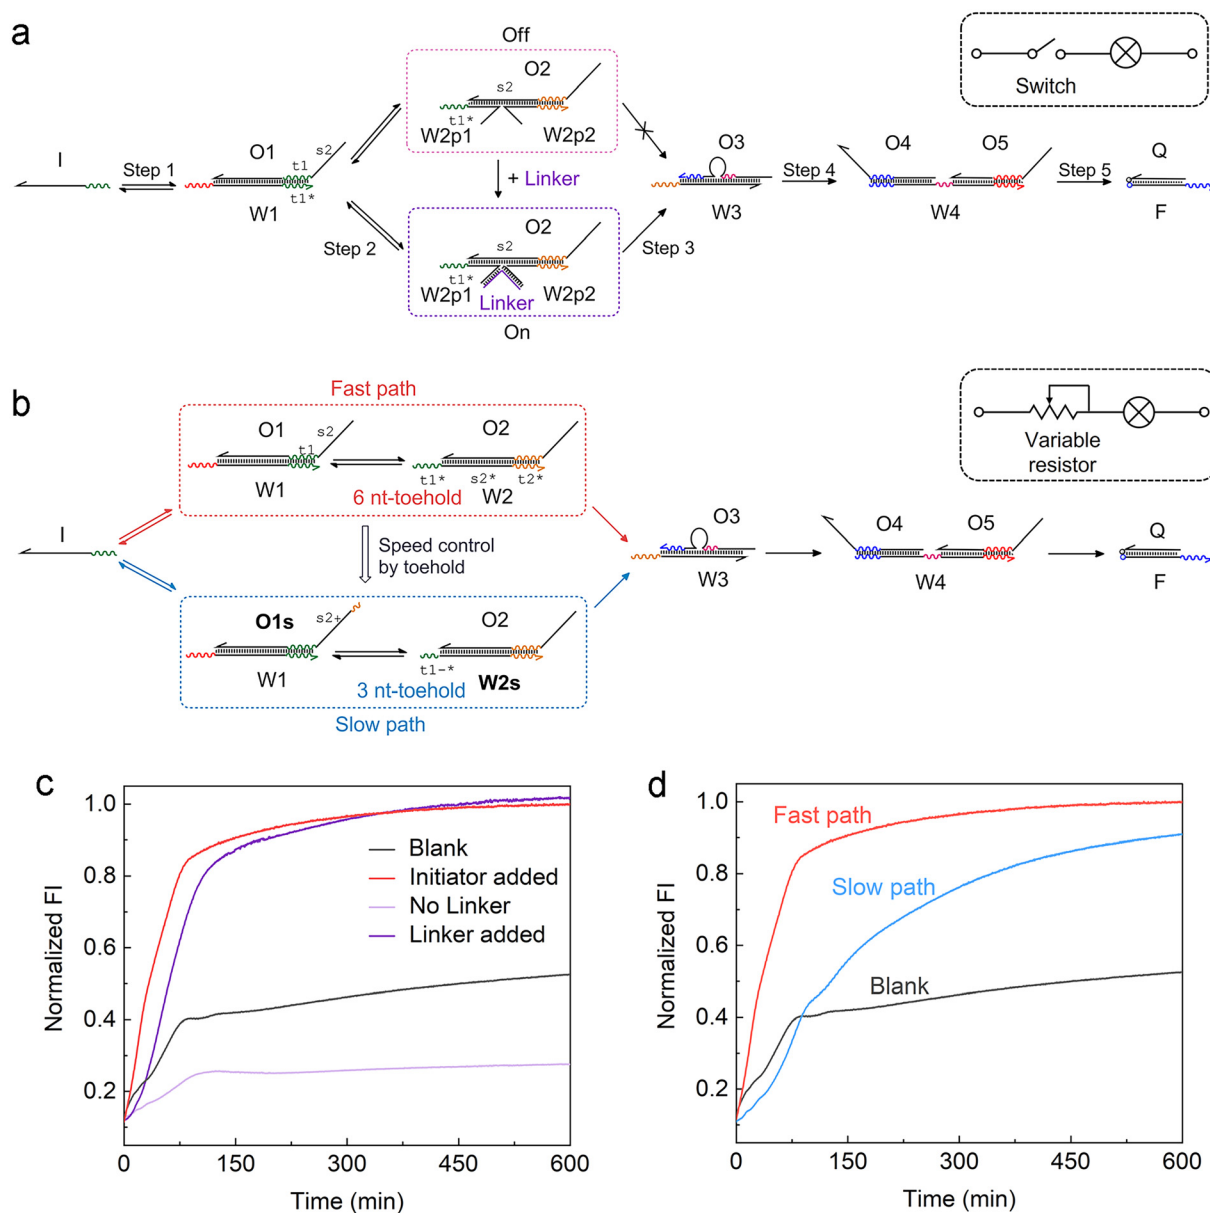 a
Off
O2
s2
t1*
W2p1
W2p2
Switch
I
Step 1
O1
t1
s2
t1*
W1
+ Linker
O3
W3
Step 4
O4
O5
W4
Step 5
Q
F
Step 2
O2
s2
t1*
W2p1
Linker
W2p2
Step 3
On
b
Fast path
O1
s2
t1
W1
O2
t1*
s2*
t2*
W2
6 nt-toehold
Variable
resistor
I
Speed control
by toehold
O3
W3
O4
O5
W4
Q
F
O1s
s2+
W1
O2
t1-*
W2s
3 nt-toehold
Slow path
c
1.0
0.8
0.6
0.4
0.2
Normalized FI
Blank
Initiator added
No Linker
Linker added
0
150
300
450
600
Time (min)
d
1.0
0.8
0.6
0.4
0.2
Normalized FI
Fast path
Slow path
Blank
0
150
300
450
600
Time (min)